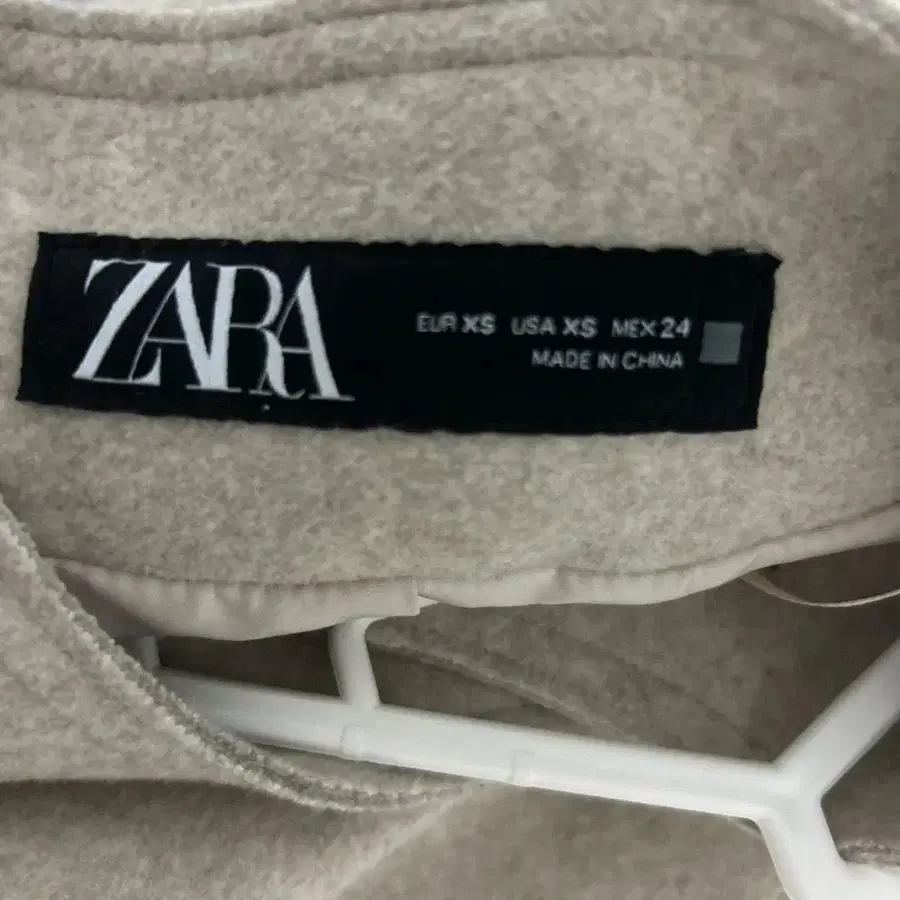 ZARA
EUR XS USA XS MEX 24
MADE IN CHINA